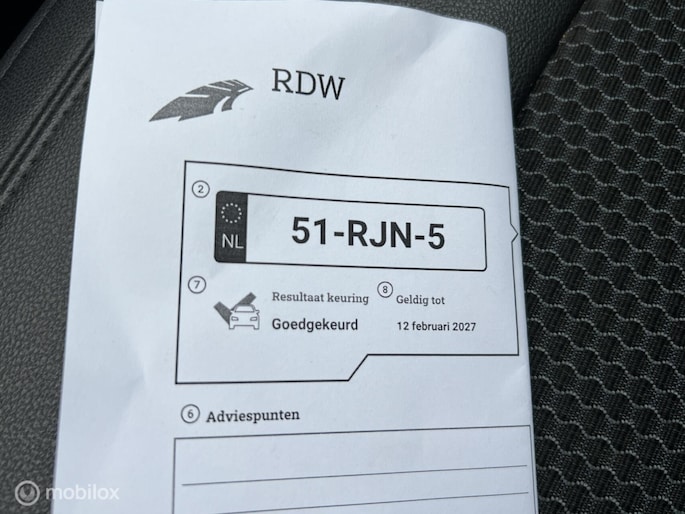 RDW
2
NL
51-RJN-5
7
Resultaat keuring
Goedgekeurd
8
Geldig tot
12 februari 2027
6 Adviespunten
mobilox